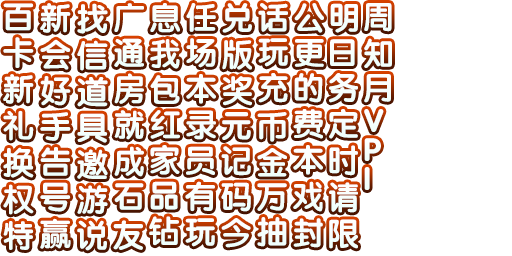 百新找广息任兑话公明周
卡会信通我场版玩更日知
新好道房包本奖充的务月
礼手具就红录元币费定V
换告邀成家员记金本时P
权号游石品有码万戏请I
特赢说友钻玩今抽封限